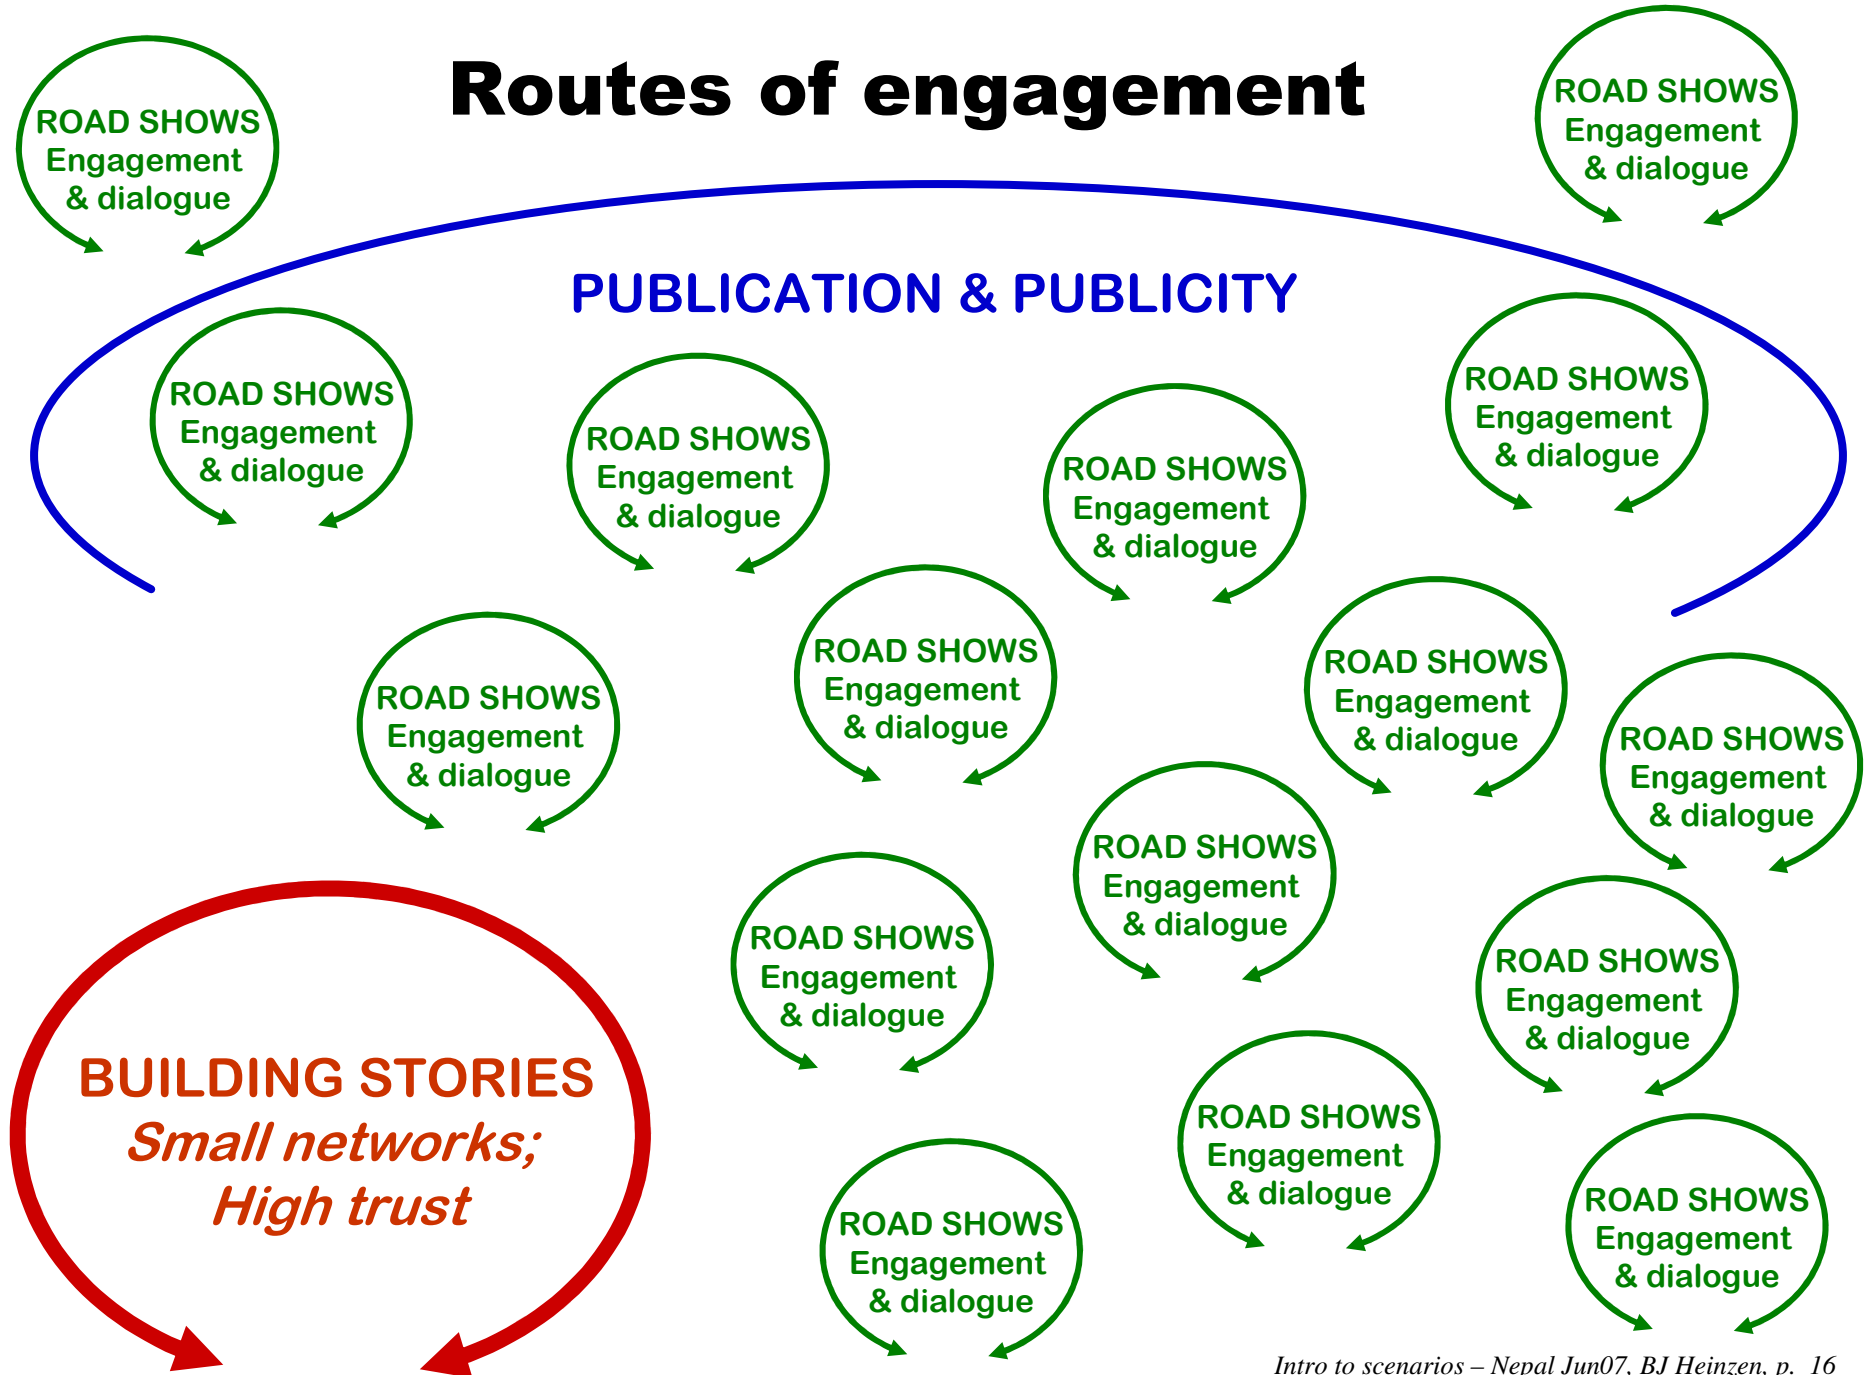 Routes of engagement
ROAD SHOWS
Engagement
& dialogue
ROAD SHOWS
Engagement
& dialogue
PUBLICATION & PUBLICITY
ROAD SHOWS
Engagement
& dialogue
ROAD SHOWS
Engagement
& dialogue
ROAD SHOWS
Engagement
& dialogue
ROAD SHOWS
Engagement
& dialogue
ROAD SHOWS
Engagement
& dialogue
ROAD SHOWS
Engagement
& dialogue
ROAD SHOWS
Engagement
& dialogue
ROAD SHOWS
Engagement
& dialogue
ROAD SHOWS
Engagement
& dialogue
ROAD SHOWS
Engagement
& dialogue
ROAD SHOWS
Engagement
& dialogue
BUILDING STORIES
Small networks;
High trust
ROAD SHOWS
Engagement
& dialogue
ROAD SHOWS
Engagement
& dialogue
ROAD SHOWS
Engagement
& dialogue
Intro to scenarios – Nepal Jun07, BJ Heinzen, p. 16